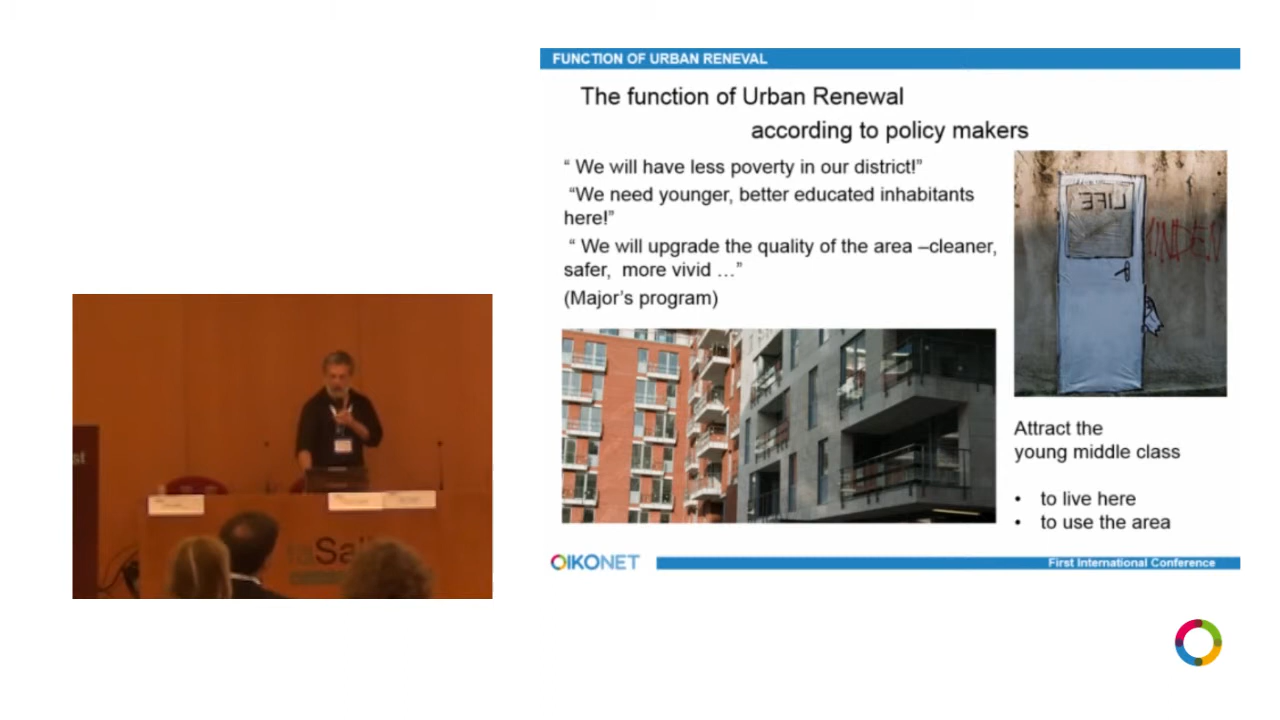 FUNCTION OF URBAN RENEVAL
The function of Urban Renewal
according to policy makers
“ We will have less poverty in our district!”
“We need younger, better educated inhabitants
here!”
“ We will upgrade the quality of the area –cleaner,
safer,  more vivid …”
(Major’s program)
LIFE
Attract the
young middle class
• to live here
• to use the area
st
laSal
OIKONET
First International Conference